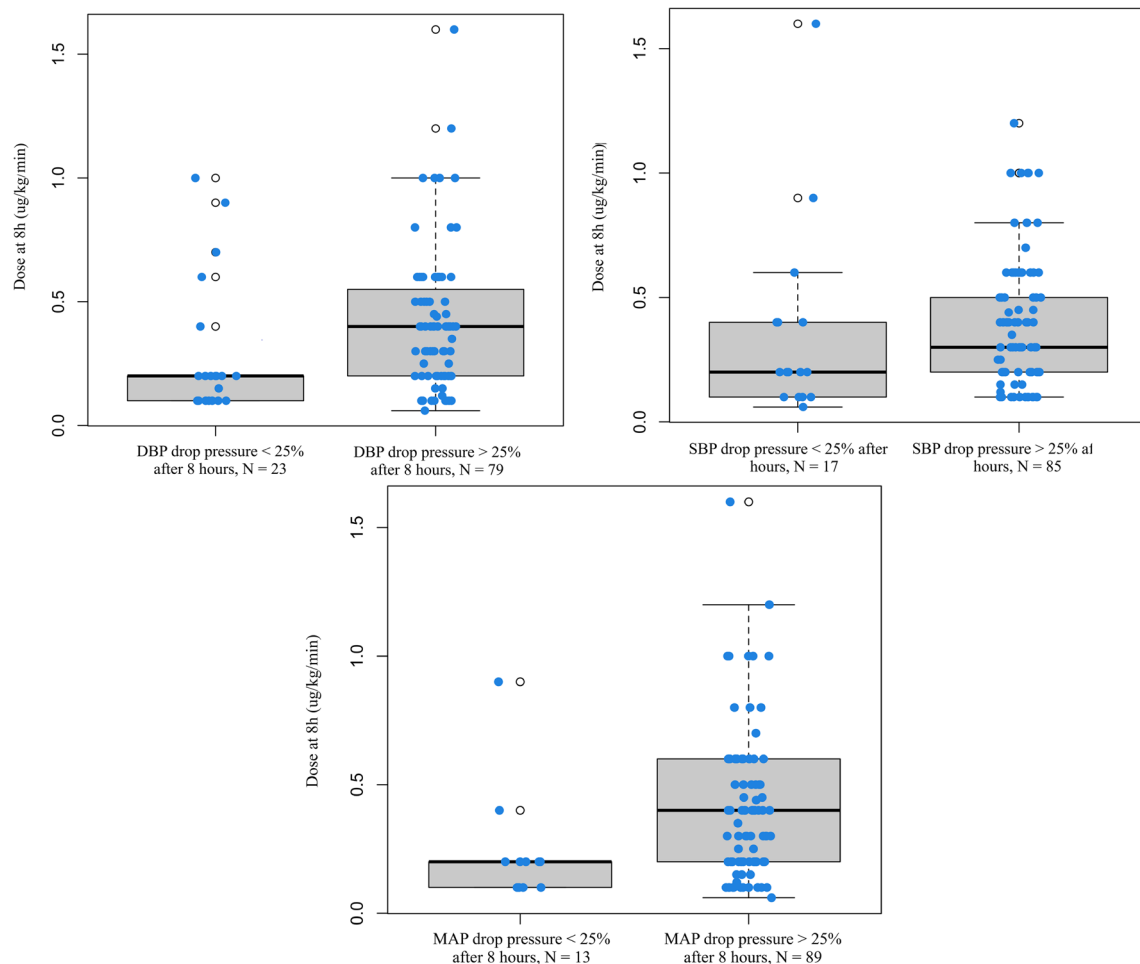 Dose at 8h (ug/kg/min)
1.5
1.0
0.5
0.0
DBP drop pressure < 25%
after 8 hours, N = 23
DBP drop pressure > 25%
after 8 hours, N = 79
Dose at 8h (ug/kg/min)
1.5
1.0
0.5
0.0
SBP drop pressure < 25% after
hours, N = 17
SBP drop pressure > 25%
hours, N = 85
Dose at 8h (ug/kg/min)
1.5
1.0
0.5
0.0
MAP drop pressure < 25%
after 8 hours, N = 13
MAP drop pressure > 25%
after 8 hours, N = 89